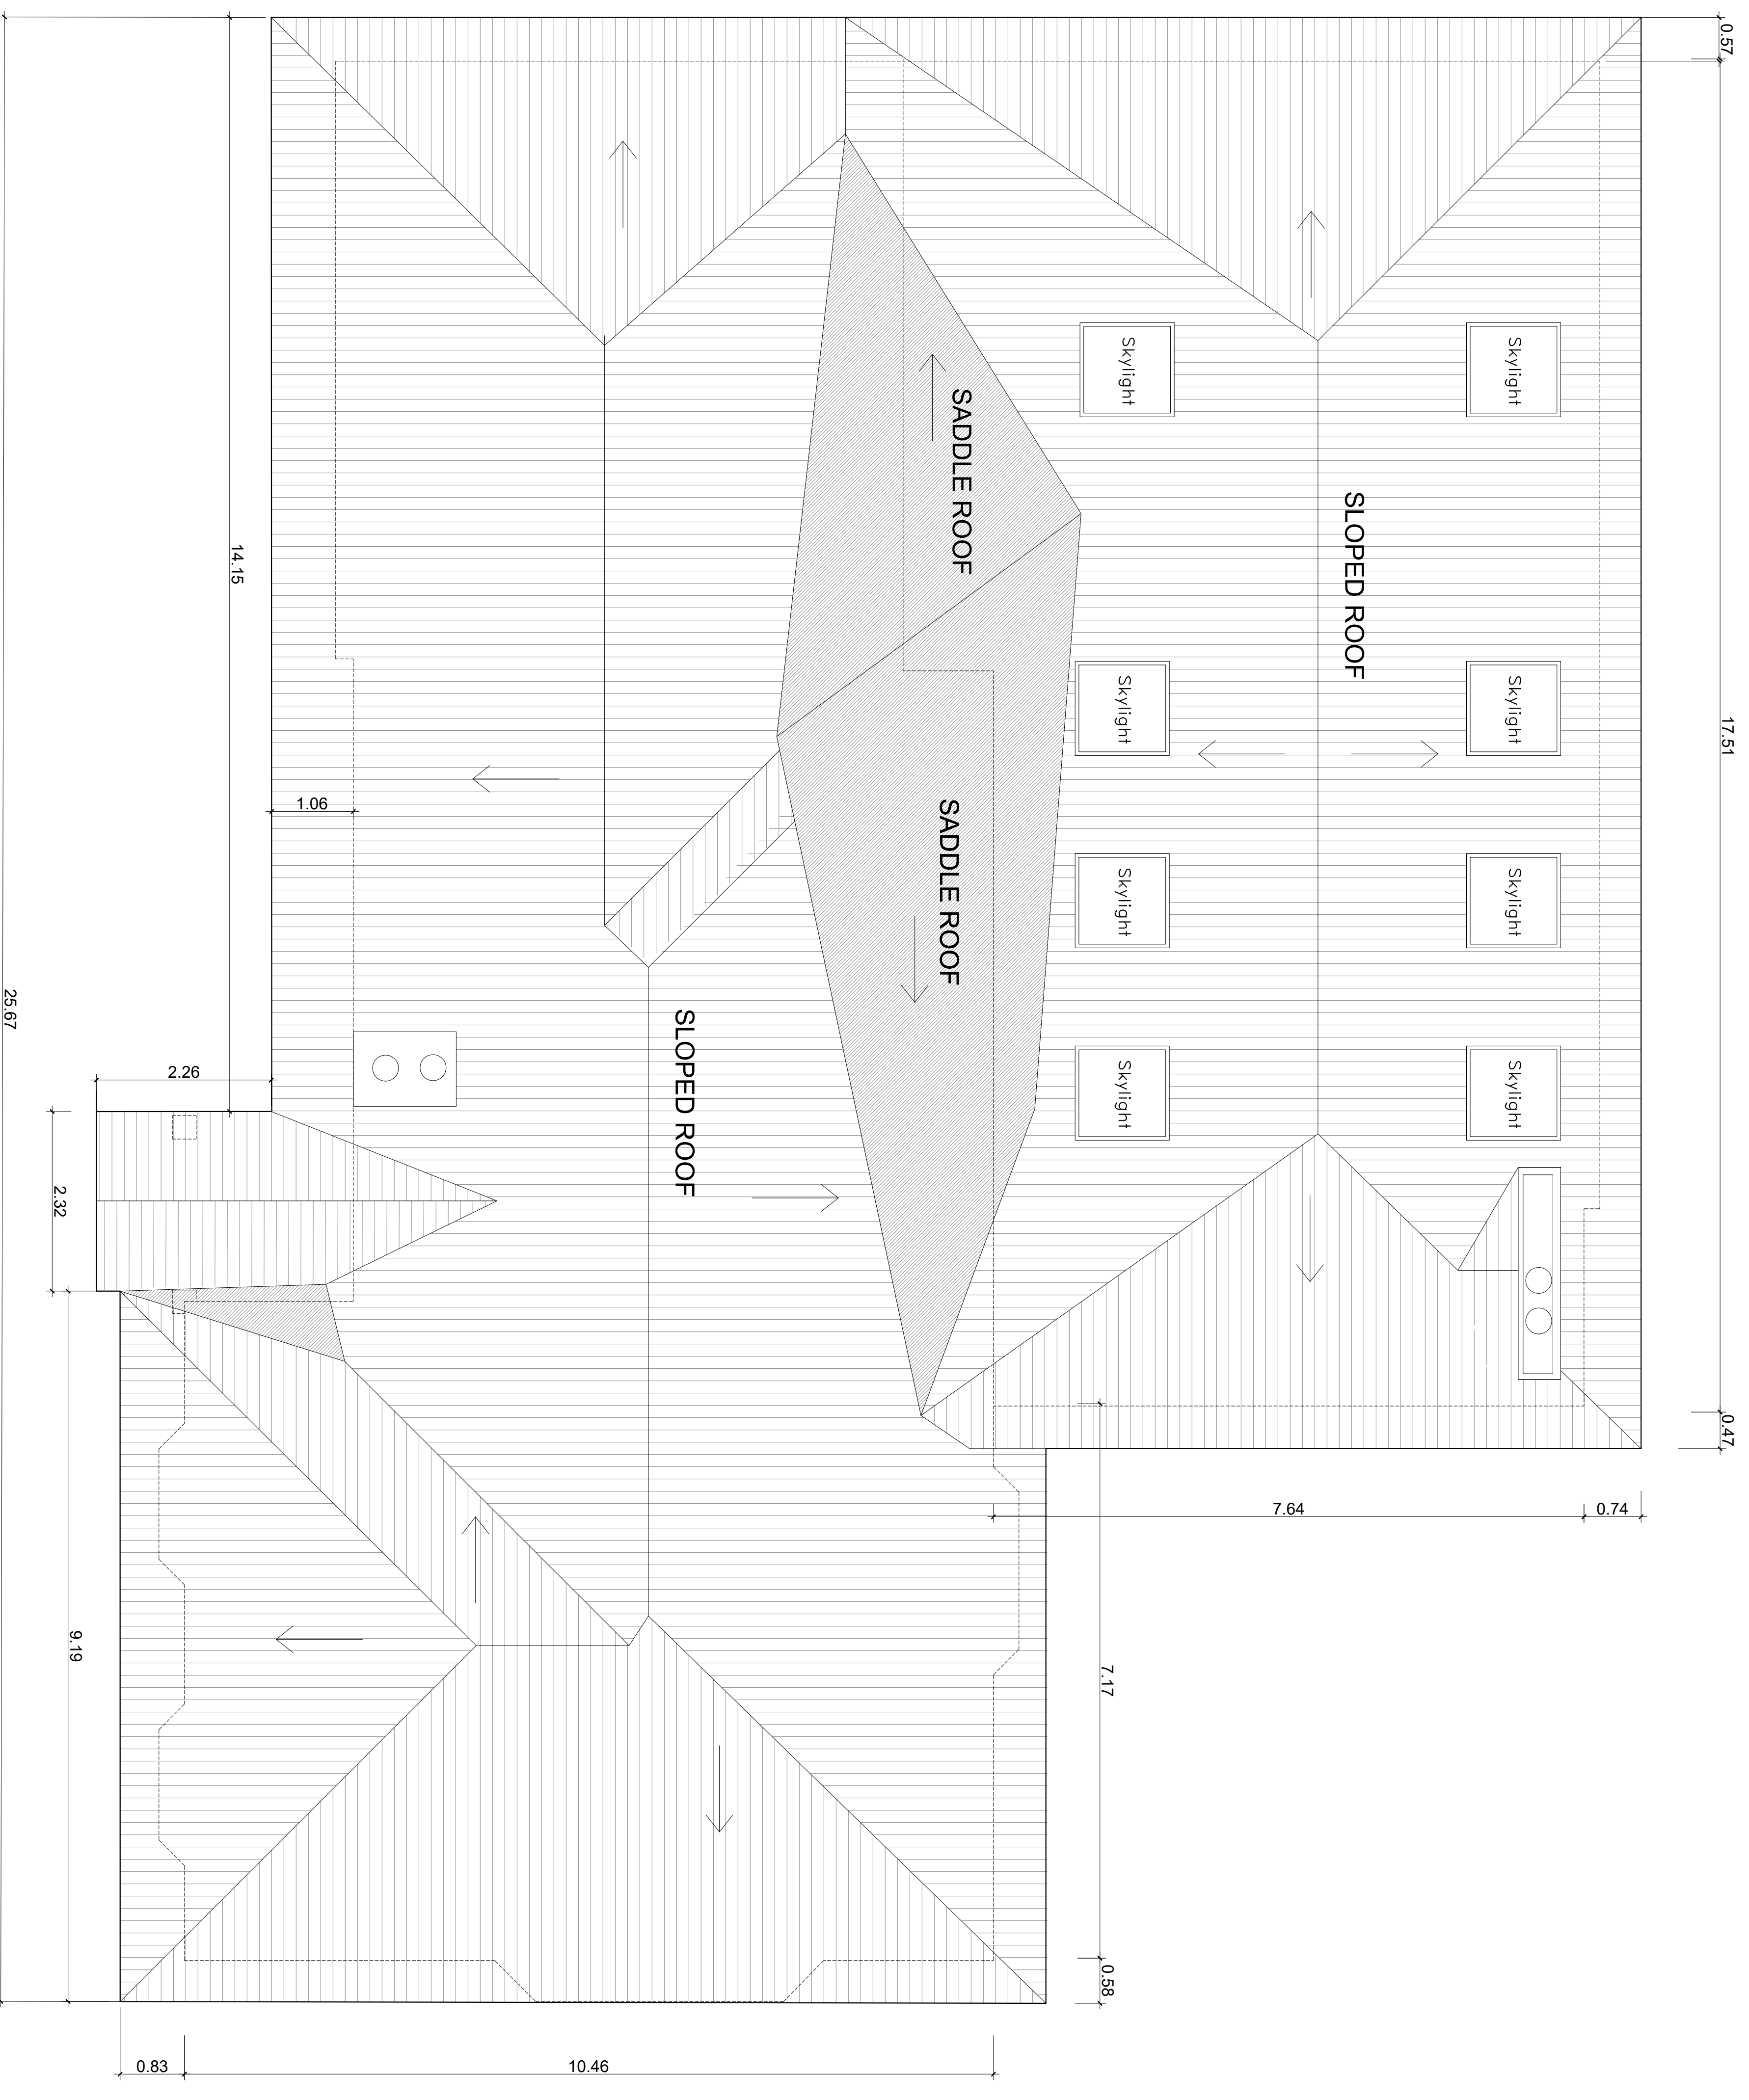 0.57
Skylight
Skylight
SADDLE ROOF
SLOPED ROOF
14.15
Skylight
Skylight
17.51
1.06
SADDLE ROOF
Skylight
Skylight
25.67
SLOPED ROOF
2.26
Skylight
Skylight
2.32
0.47
7.64
0.74
9.19
7.17
0.58
0.83
10.46